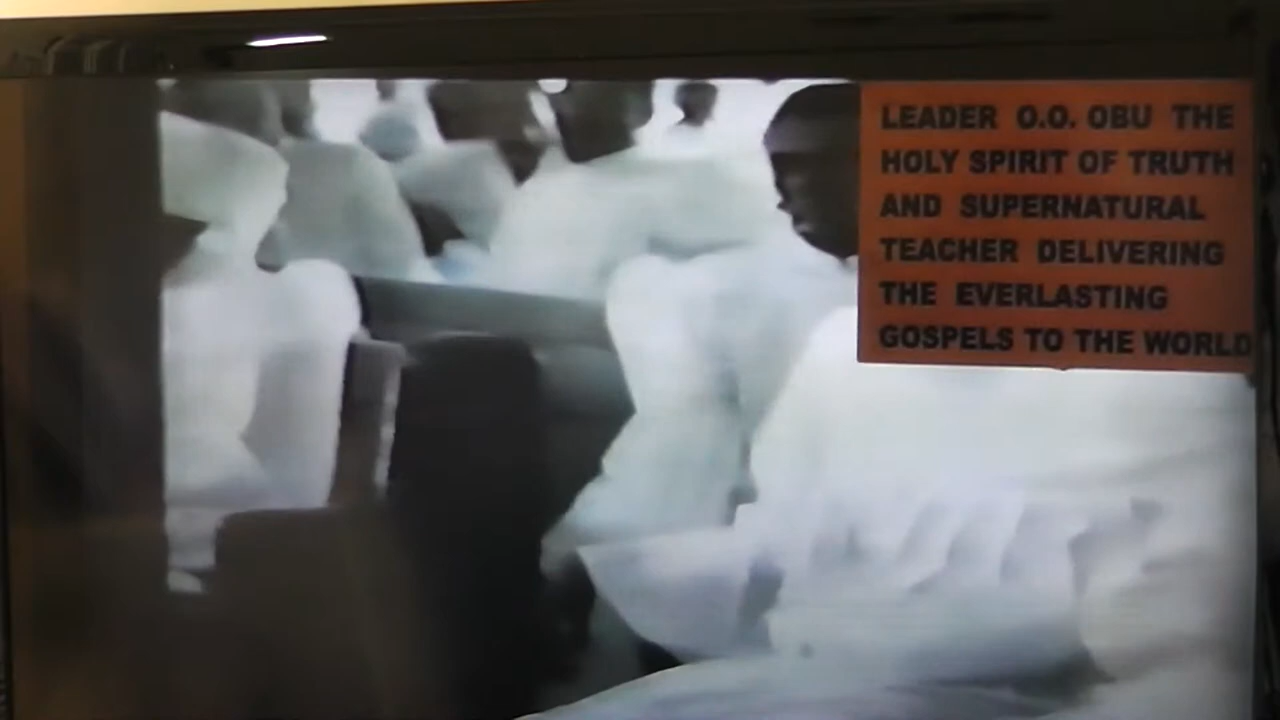 LEADER O.O. OBU THE
HOLY SPIRIT OF TRUTH
AND SUPERNATURAL
TEACHER DELIVERING
THE EVERLASTING
GOSPELS TO THE WORLD